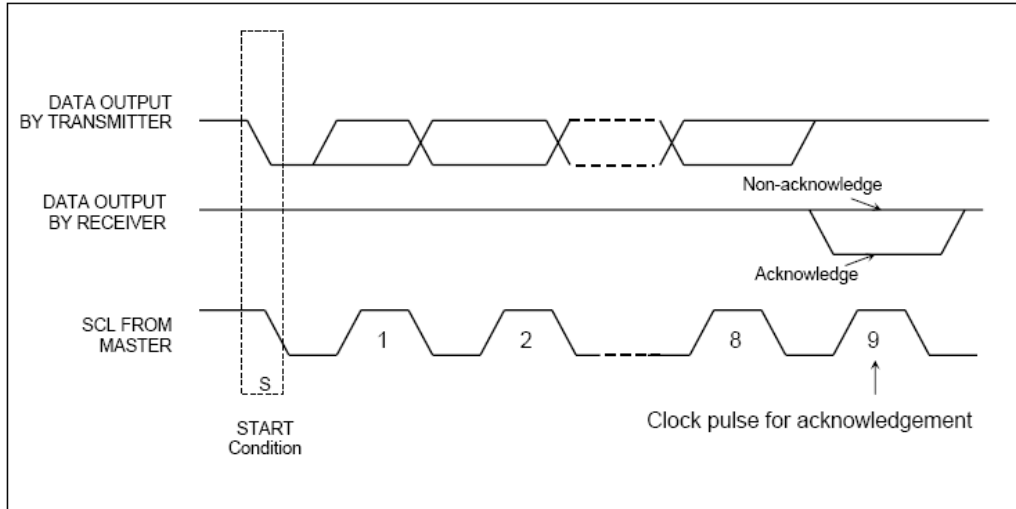 DATA OUTPUT
BY TRANSMITTER
Non-acknowledge
DATA OUTPUT
BY RECEIVER
Acknowledge
SCL FROM
MASTER
1
2
8
9
S
START
Condition
Clock pulse for acknowledgement